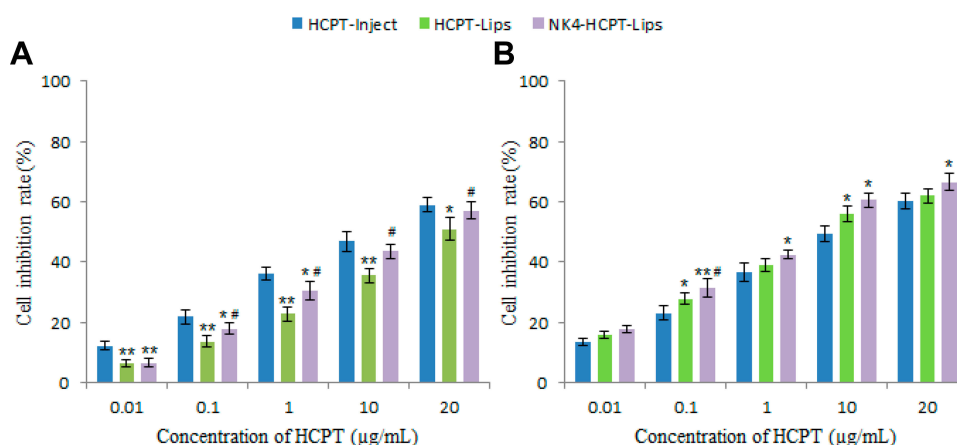 HCPT-Inject HCPT-Lips NK4-HCPT-Lips
A
B
Cell inhibition rate (%)
100
80
60
40
20
0
** **
** * #
** * #
** #
* #
0.01 0.1 1 10 20
Concentration of HCPT (µg/mL)
Cell inhibition rate (%)
100
80
60
40
20
0
* **#
*
* *
*
0.01 0.1 1 10 20
Concentration of HCPT (µg/mL)